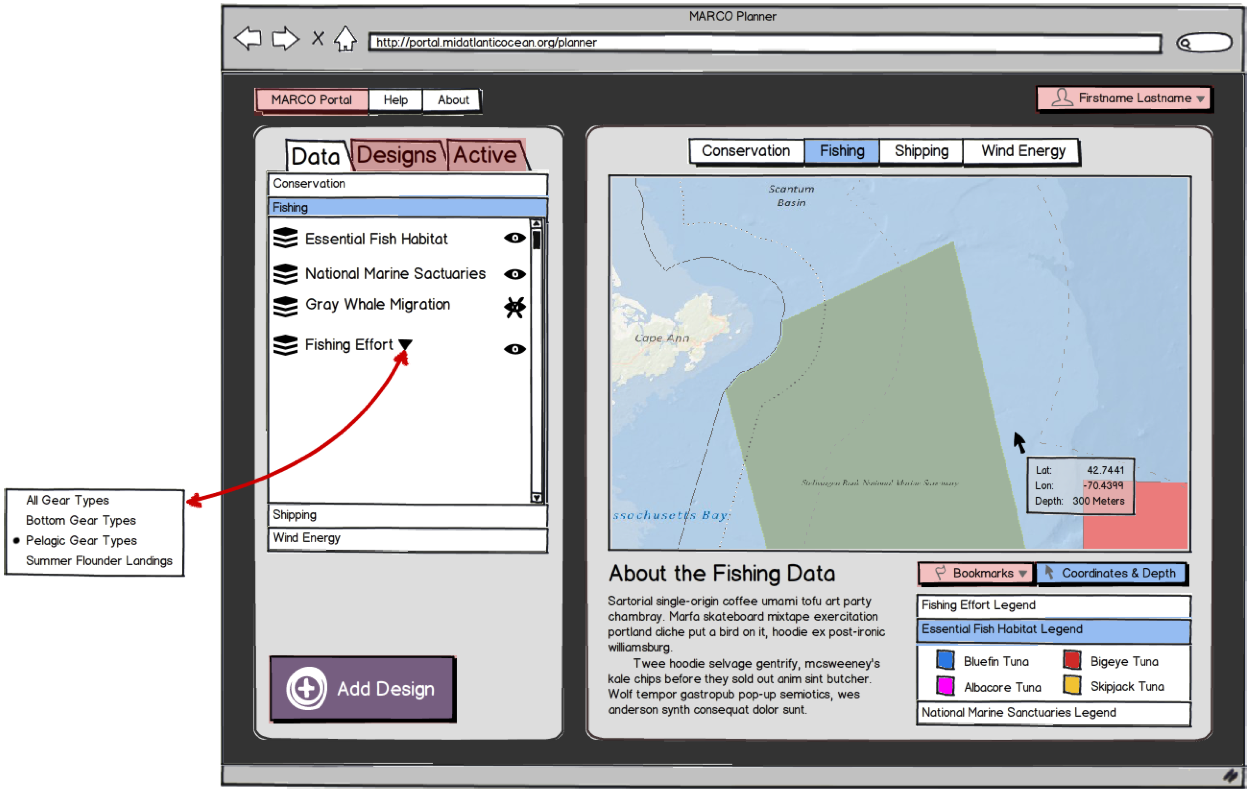 MARCO Planner
http://portal.midatlanticocean.org/planner
MARCO Portal
Help
About
Firstname Lastname
Data
Designs
Active
Conservation
Fishing
Essential Fish Habitat
National Marine Sactuaries
Gray Whale Migration
Fishing Effort
Shipping
Wind Energy
All Gear Types
Bottom Gear Types
Pelagic Gear Types
Summer Flounder Landings
Add Design
Conservation
Fishing
Shipping
Wind Energy
Scantum
Basin
Cape Ann
National Marine
ssachusetts Bay
Lat: 42.7441
Lon: -70.4399
Depth: 300 Meters
About the Fishing Data
Sartorial single-origin coffee umami tofu art party
chambray. Marfa skateboard mixtape exercitation
portland cliche put a bird on it, hoodie ex post-ironic
williamsburg.
Twee hoodie selvage gentrify, mcsweeney's
kale chips before they sold out anim sint butcher.
Wolf tempor gastropub pop-up semiotics, wes
anderson synth consequat dolor sunt.
Bookmarks
Coordinates & Depth
Fishing Effort Legend
Essential Fish Habitat Legend
Bluefin Tuna
Bigeye Tuna
Albacore Tuna
Skipjack Tuna
National Marine Sanctuaries Legend